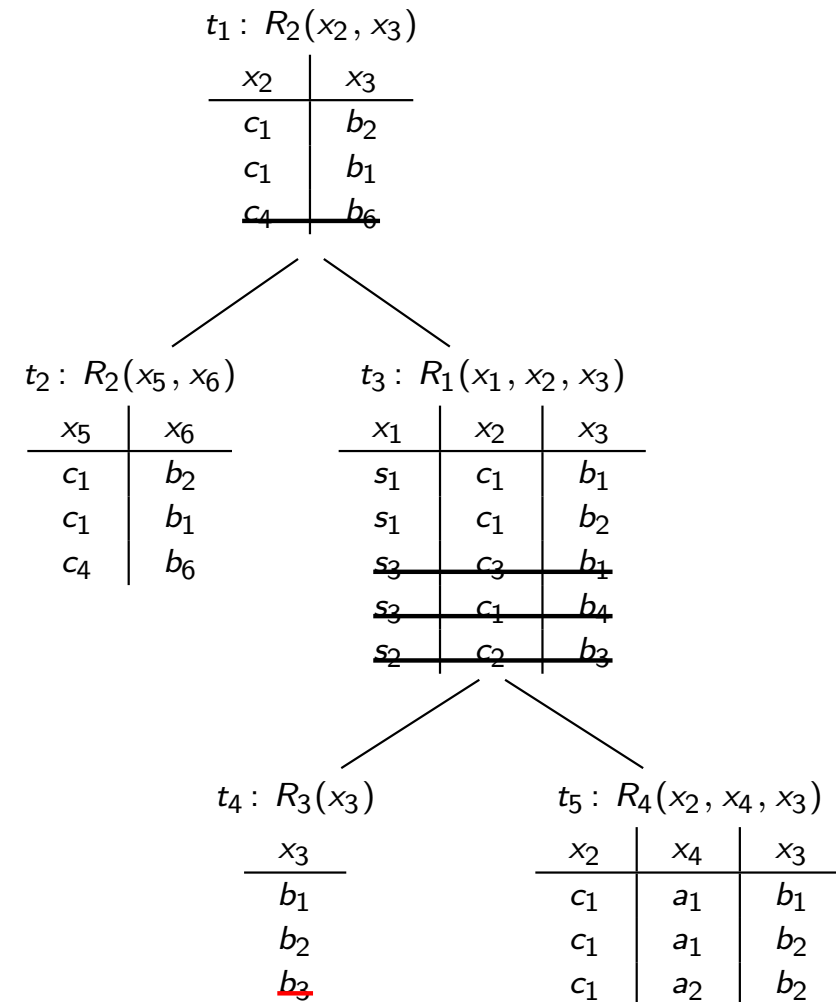 t₁ : R₂(x₂, x₃)
x₂ x₃
c₁ b₂
c₁ b₁
c₄ b₆
t₂ : R₂(x₅, x₆)
x₅ x₆
c₁ b₂
c₁ b₁
c₄ b₆
t₃ : R₁(x₁, x₂, x₃)
x₁ x₂ x₃
s₁ c₁ b₁
s₁ c₁ b₂
s₃ c₃ b₁
s₃ c₁ b₄
s₂ c₂ b₃
t₄ : R₃(x₃)
x₃
b₁
b₂
b₃
t₅ : R₄(x₂, x₄, x₃)
x₂ x₄ x₃
c₁ a₁ b₁
c₁ a₁ b₂
c₁ a₂ b₂